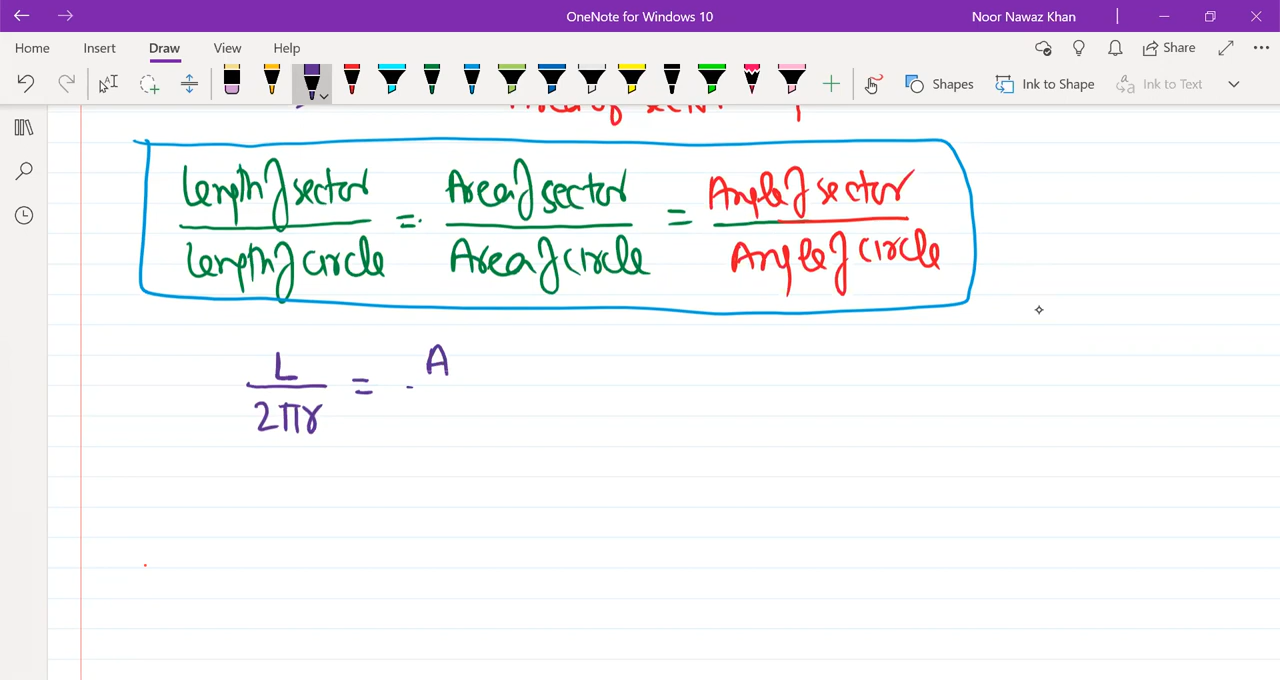 OneNote for Windows 10
Noor Nawaz Khan
Home Insert Draw View Help
Share
Shapes
Ink to Shape
Ink to Text
Area of
Length of sector / Length of circle = Area of sector / Area of circle = Angle of sector / Angle of circle
L / 2πr = A